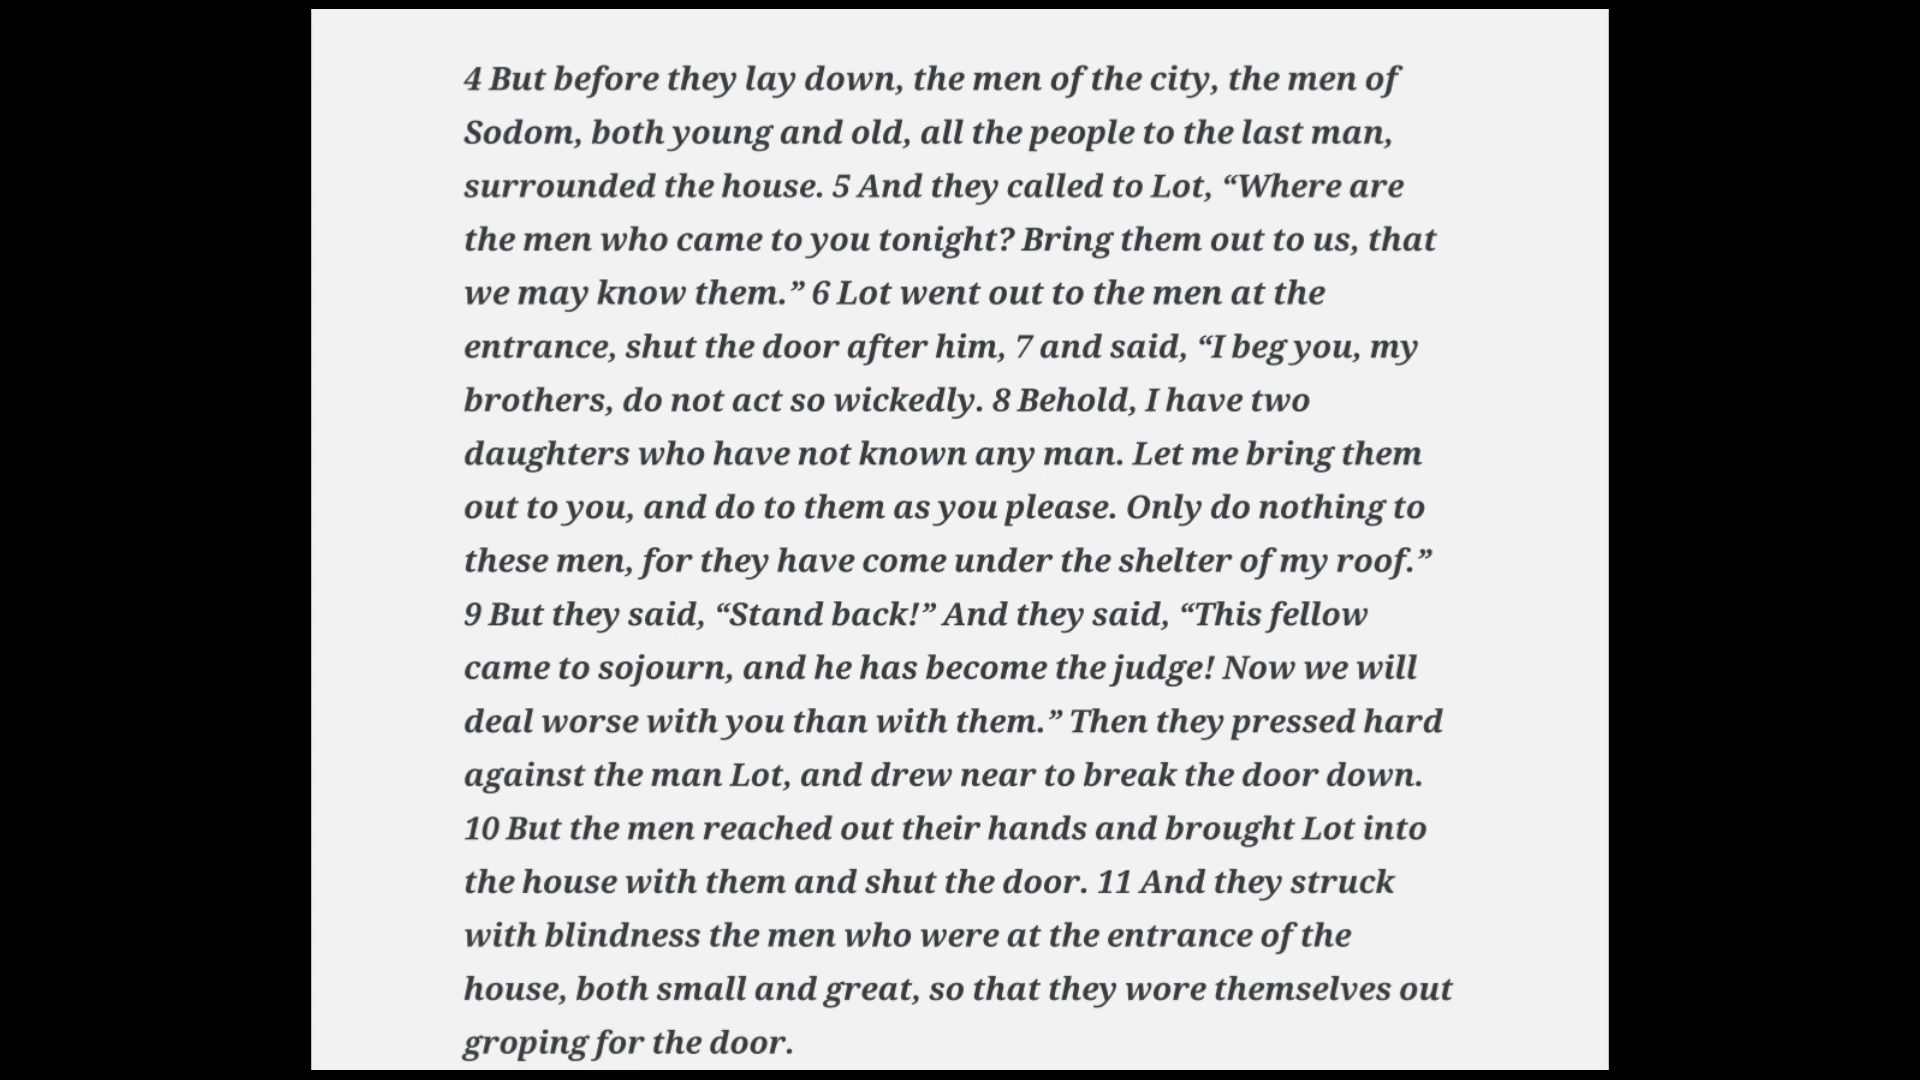 4 But before they lay down, the men of the city, the men of
Sodom, both young and old, all the people to the last man,
surrounded the house. 5 And they called to Lot, “Where are
the men who came to you tonight? Bring them out to us, that
we may know them.” 6 Lot went out to the men at the
entrance, shut the door after him, 7 and said, “I beg you, my
brothers, do not act so wickedly. 8 Behold, I have two
daughters who have not known any man. Let me bring them
out to you, and do to them as you please. Only do nothing to
these men, for they have come under the shelter of my roof.”
9 But they said, “Stand back!” And they said, “This fellow
came to sojourn, and he has become the judge! Now we will
deal worse with you than with them.” Then they pressed hard
against the man Lot, and drew near to break the door down.
10 But the men reached out their hands and brought Lot into
the house with them and shut the door. 11 And they struck
with blindness the men who were at the entrance of the
house, both small and great, so that they wore themselves out
groping for the door.